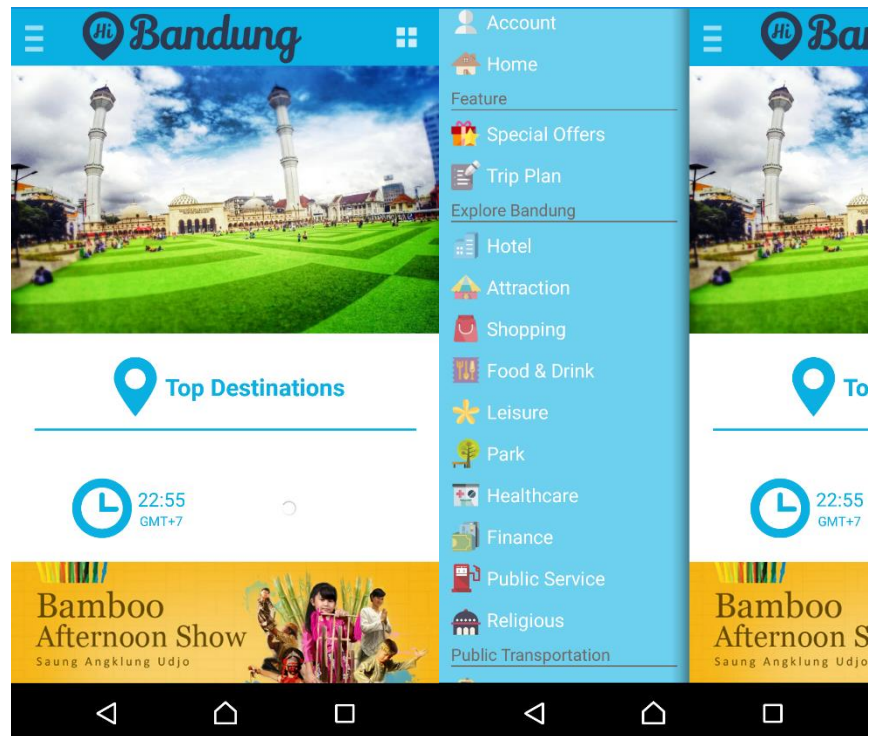 Hi Bandung
Top Destinations
22:55
GMT+7
Bamboo
Afternoon Show
Saung Angklung Udjo
Account
Home
Feature
Special Offers
Trip Plan
Explore Bandung
Hotel
Attraction
Shopping
Food & Drink
Leisure
Park
Healthcare
Finance
Public Service
Religious
Public Transportation
Hi Ba
To
22:55
GMT+7
Bamboo
Afternoon S
Saung Angklung Udjo